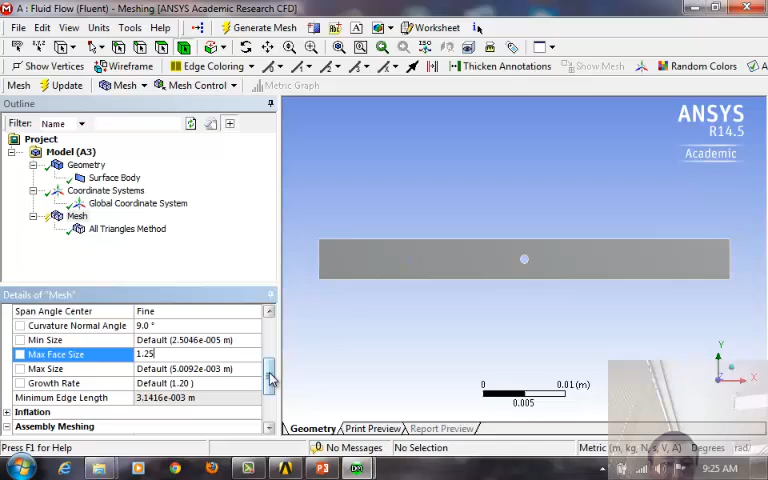 A : Fluid Flow (Fluent) - Meshing [ANSYS Academic Research CFD]
File Edit View Units Tools Help Generate Mesh Worksheet
Show Vertices Wireframe Edge Coloring Thicken Annotations Show Mesh Random Colors A
Mesh Update Mesh Mesh Control Metric Graph
Outline
Filter: Name
Project
Model (A3)
Geometry
Surface Body
Coordinate Systems
Global Coordinate System
Mesh
All Triangles Method
Details of "Mesh"
Span Angle Center Fine
Curvature Normal Angle 9.0 °
Min Size Default (2.5046e-005 m)
Max Face Size 1.25
Max Size Default (5.0092e-003 m)
Growth Rate Default (1.20 )
Minimum Edge Length 3.1416e-003 m
Inflation
Assembly Meshing
ANSYS
R14.5
Academic
0 0.01 (m)
0.005
Y
X
Geometry Print Preview Report Preview
Press F1 for Help No Messages No Selection Metric (m, kg, N, s, V, A) Degrees rad/
9:25 AM